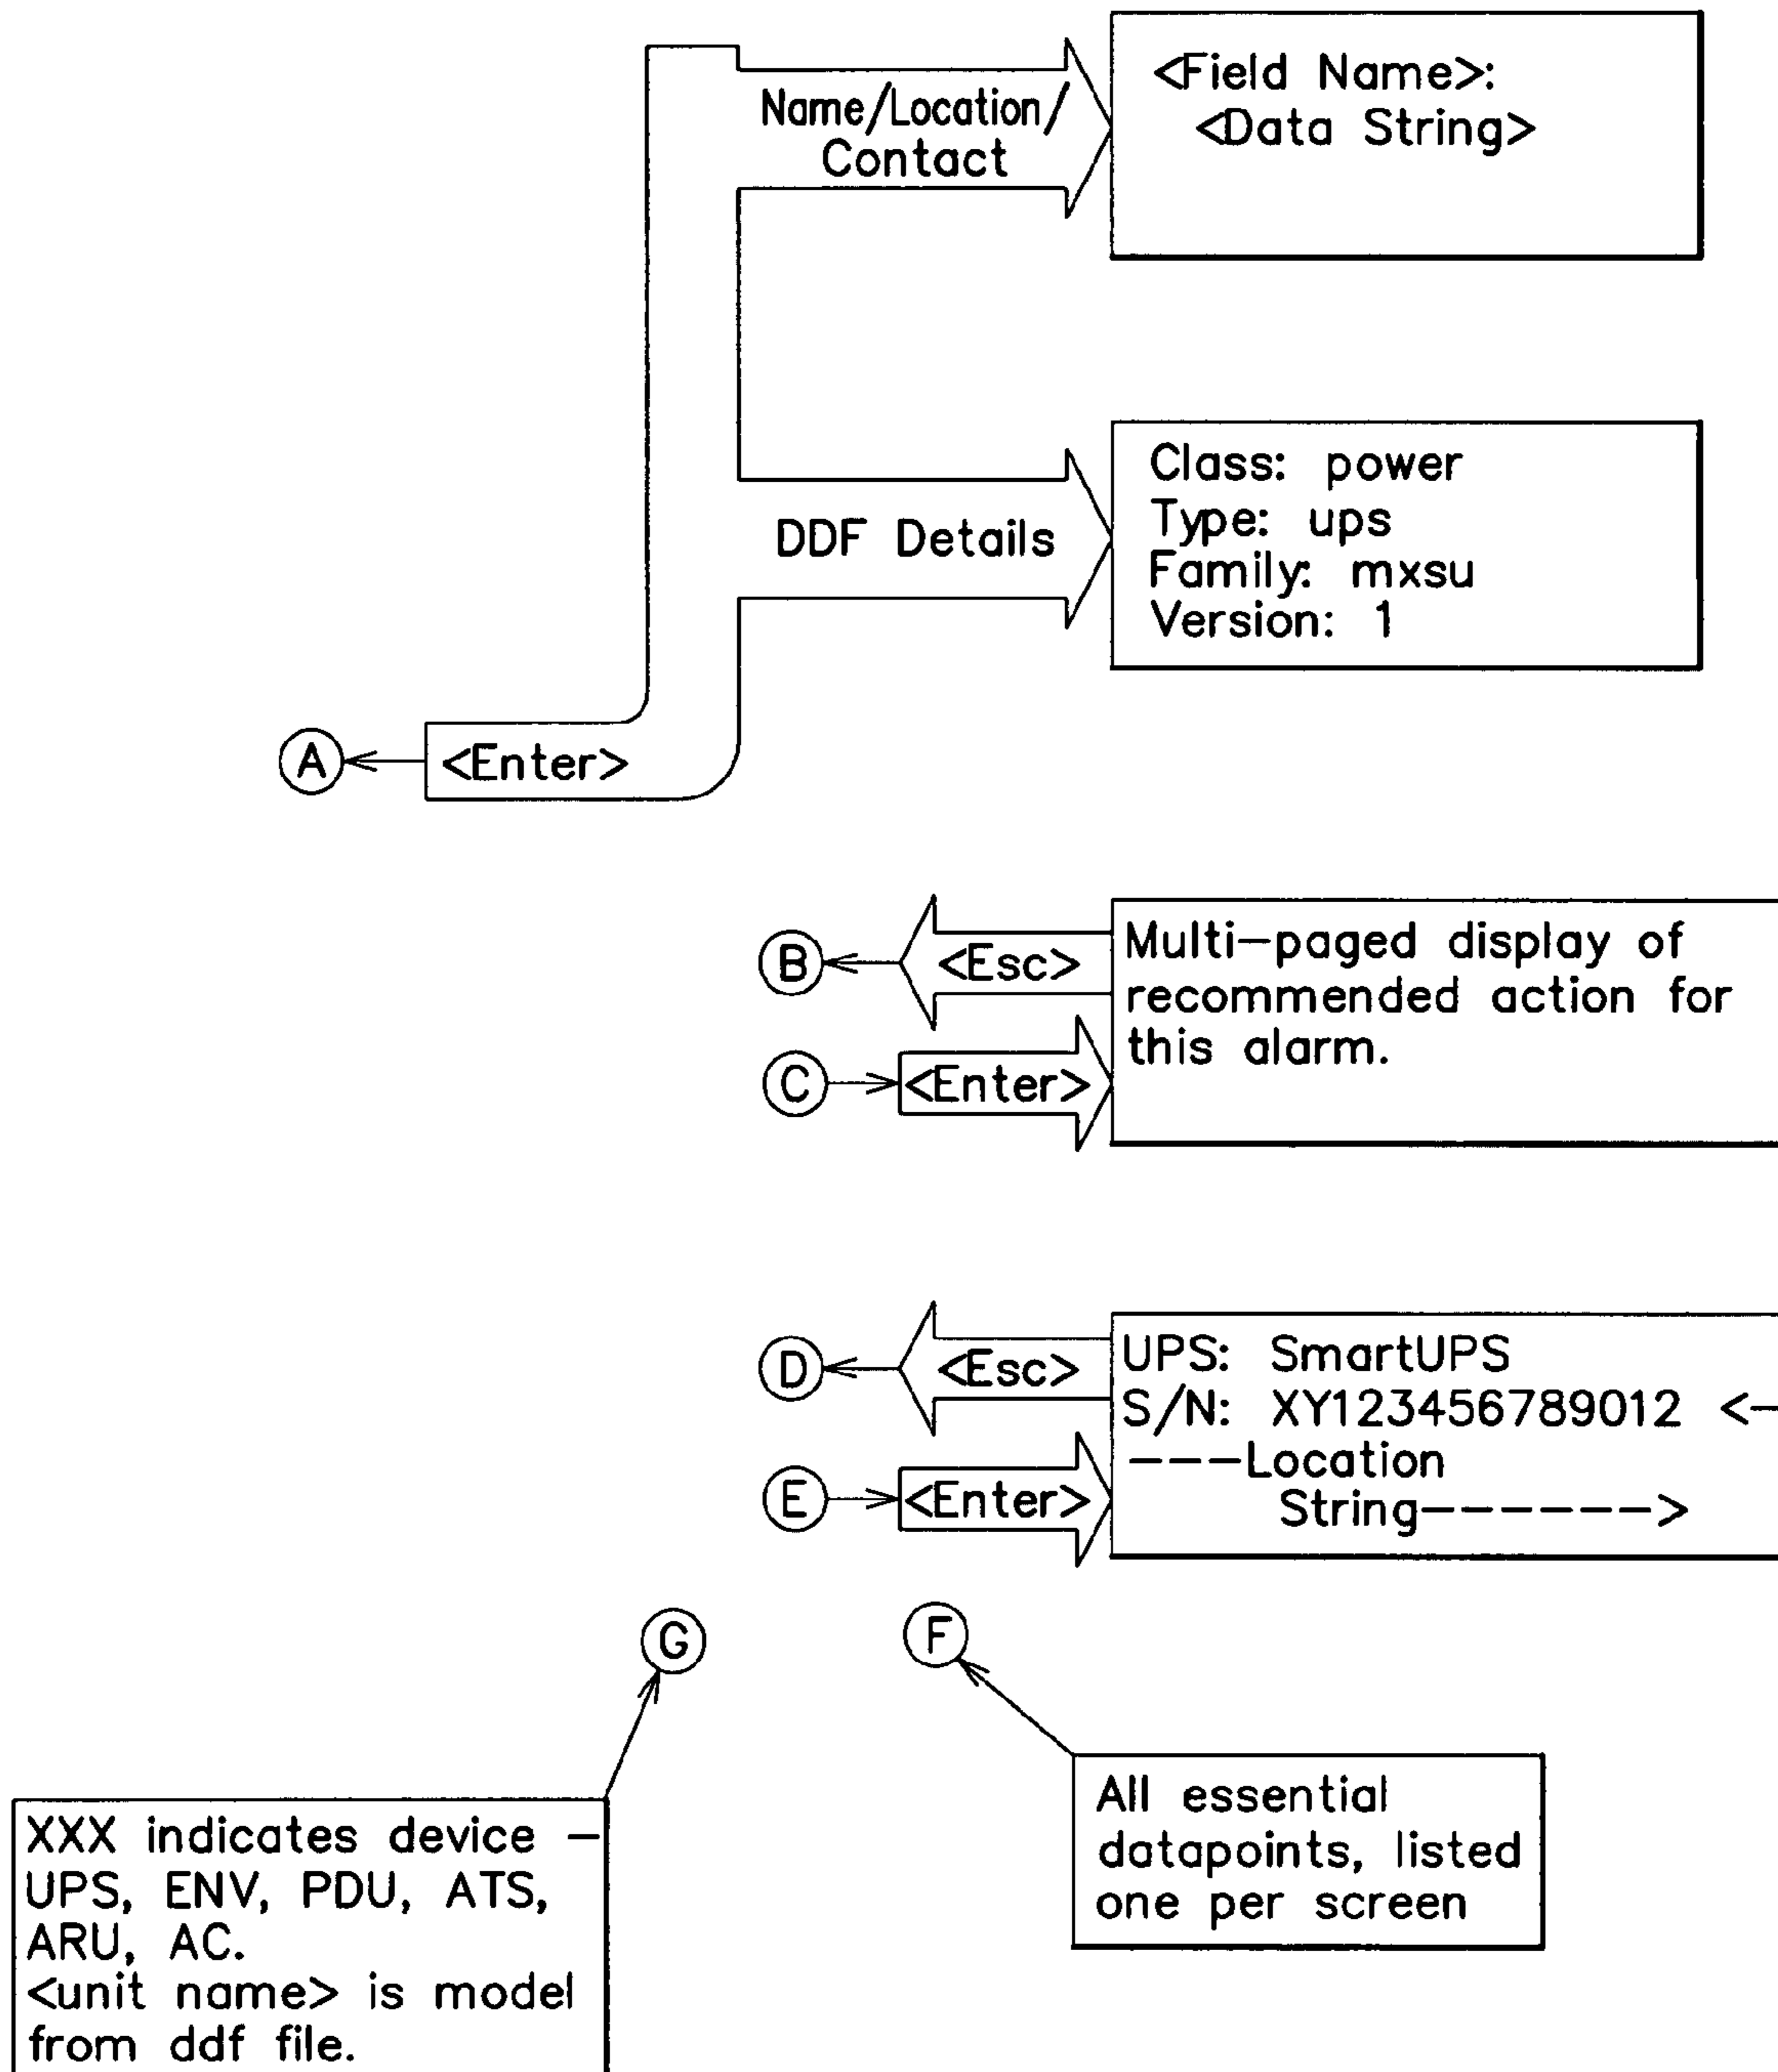 <Field Name>:
<Data String>
Name/Location/
Contact
Class: power
Type: ups
Family: mxsu
Version: 1
DDF Details
A
<Enter>
B
<Esc>
Multi-paged display of
recommended action for
this alarm.
C
<Enter>
D
<Esc>
UPS: SmartUPS
S/N: XY123456789012 <-
---Location
String------>
E
<Enter>
G
F
XXX indicates device -
UPS, ENV, PDU, ATS,
ARU, AC.
<unit name> is model
from ddf file.
All essential
datapoints, listed
one per screen